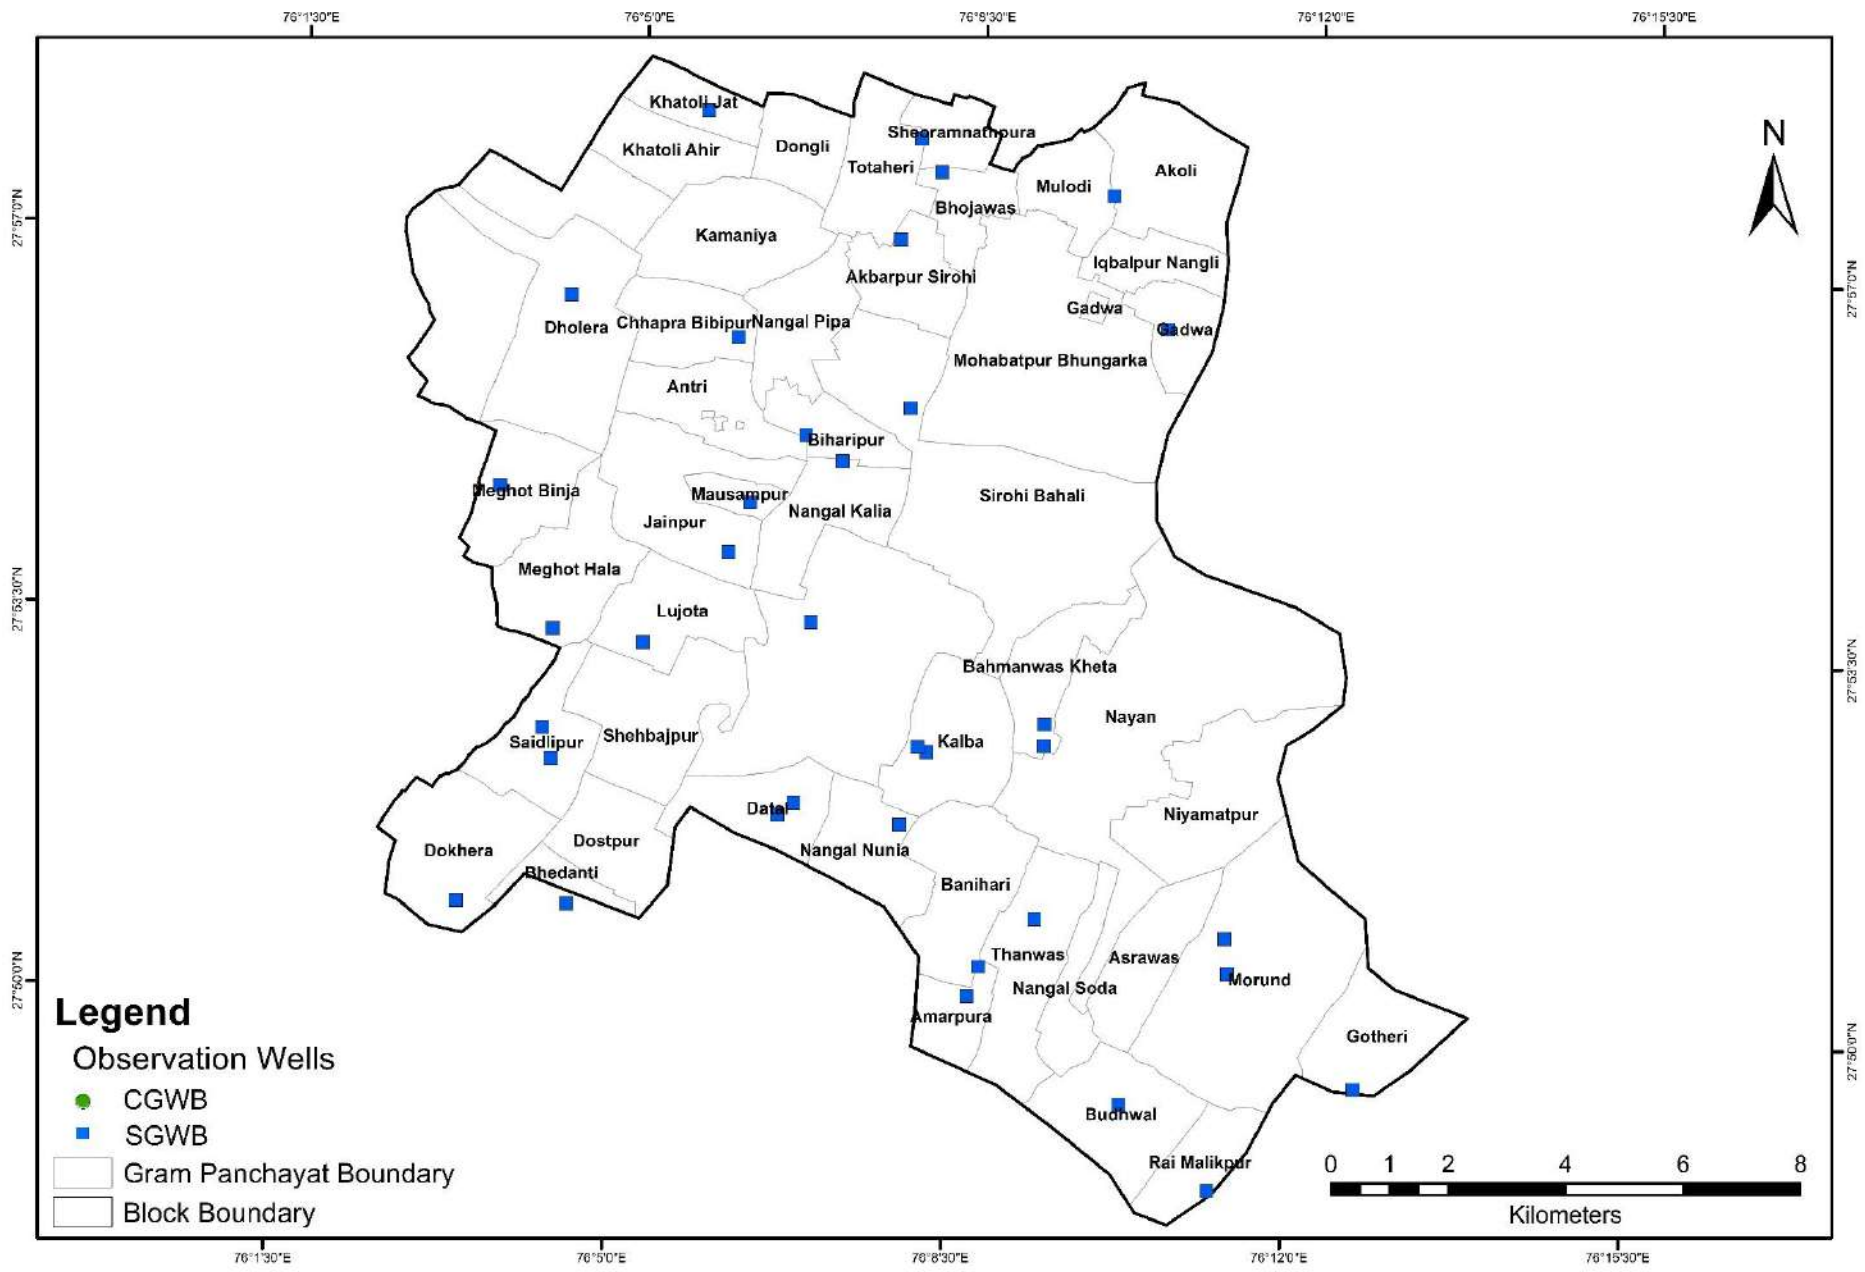 76°1'30"E
76°5'0"E
76°8'30"E
76°12'0"E
76°15'30"E
N
Khatoli Jat
Sheoramnathpura
Khatoli Ahir
Dongli
Totaheri
Akoli
Mulodi
Bhojawas
27°57'0"N
Kamaniya
Iqbalpur Nangli
Akbarpur Sirohi
27°57'0"N
Gadwa
Dholera
Chhapra Bibipur
Nangal Pipa
Gadwa
Mohabatpur Bhungarka
Antri
Biharipur
Meghot Binja
Mausampur
Sirohi Bahali
Nangal Kalia
Jainpur
Meghot Hala
27°53'30"N
Lujota
Bahmanwas Kheta
27°53'30"N
Nayan
Shehbajpur
Saidlipur
Kalba
Datal
Niyamatpur
Dostpur
Dokhera
Nangal Nunia
Bhedanti
Banihari
Thanwas
Asrawas
27°50'0"N
Morund
Nangal Soda
Amarpura
Gotheri
27°50'0"N
Budhwal
Rai Malikpur
Legend
Observation Wells
CGWB
SGWB
Gram Panchayat Boundary
Block Boundary
0 1 2 4 6 8
Kilometers
76°1'30"E
76°5'0"E
76°8'30"E
76°12'0"E
76°15'30"E